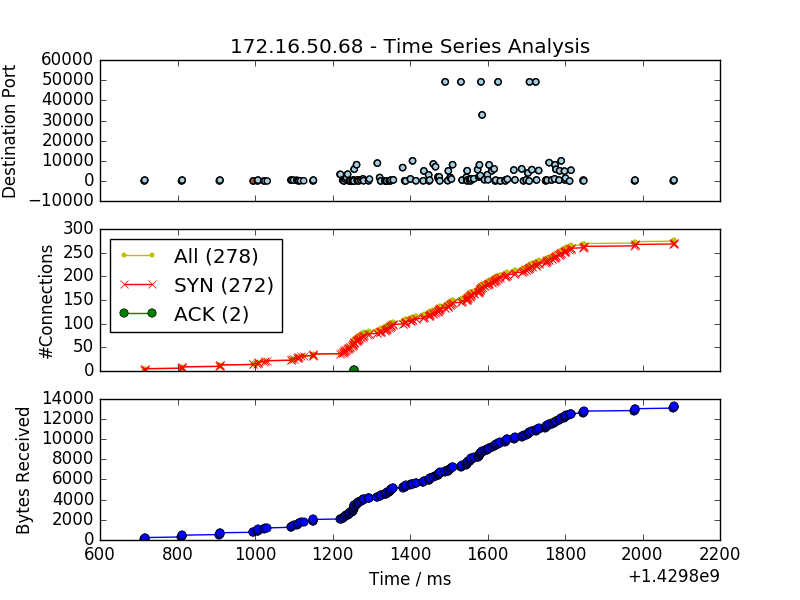 172.16.50.68 - Time Series Analysis
Destination Port
60000
50000
40000
30000
20000
10000
0
−10000
#Connections
300
250
200
150
100
50
0
All (278)
SYN (272)
ACK (2)
Bytes Received
14000
12000
10000
8000
6000
4000
2000
0
600 800 1000 1200 1400 1600 1800 2000 2200
Time / ms
+1.4298e9